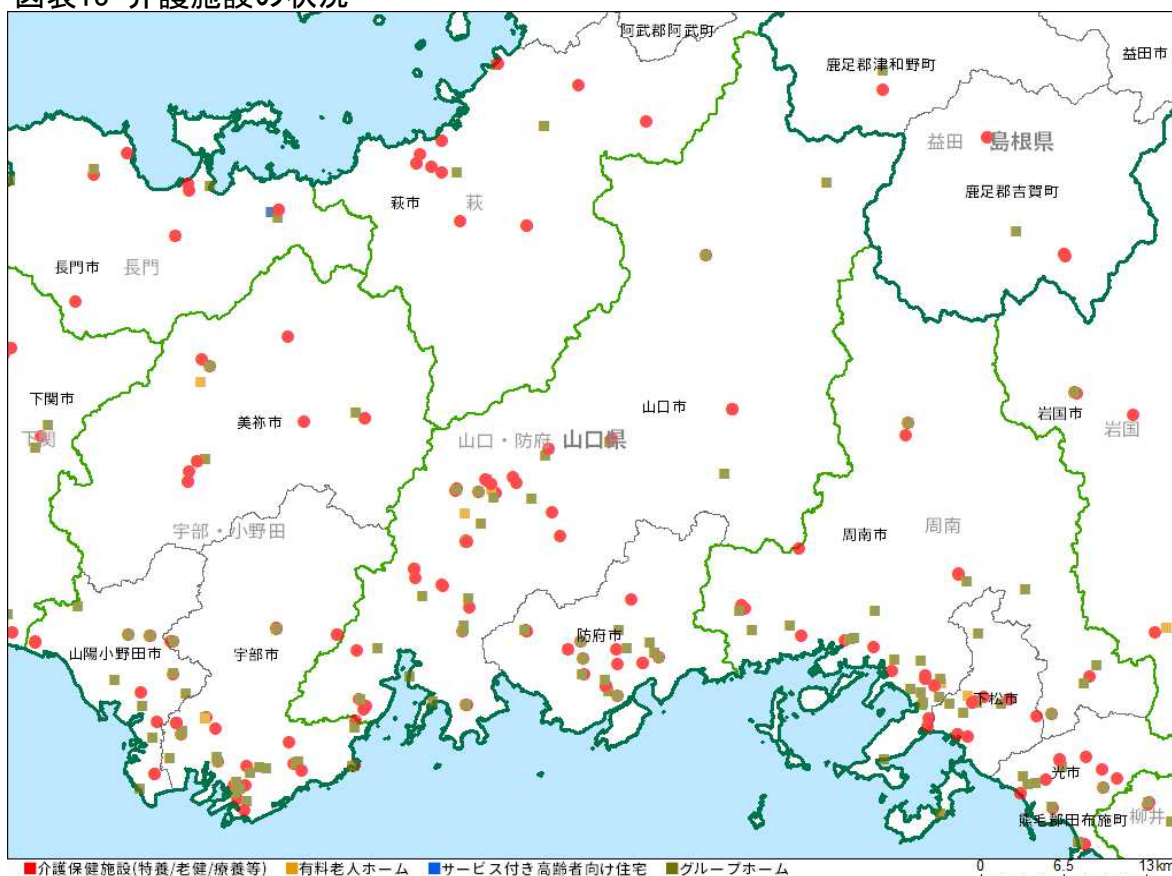 図表10 介護施設の状況
阿武郡阿武町
益田市
鹿足郡津和野町
益田 島根県
鹿足郡吉賀町
萩市 萩
長門市 長門
下関市
下関
美祢市
山口市
山口・防府 山口県
岩国市
岩国
宇部・小野田
周南市 周南
防府市
山陽小野田市
宇部市
下松市
光市
熊毛郡田布施町
柳井
介護保健施設(特養/老健/療養等) 有料老人ホーム サービス付き高齢者向け住宅 グループホーム
0 6.5 13km